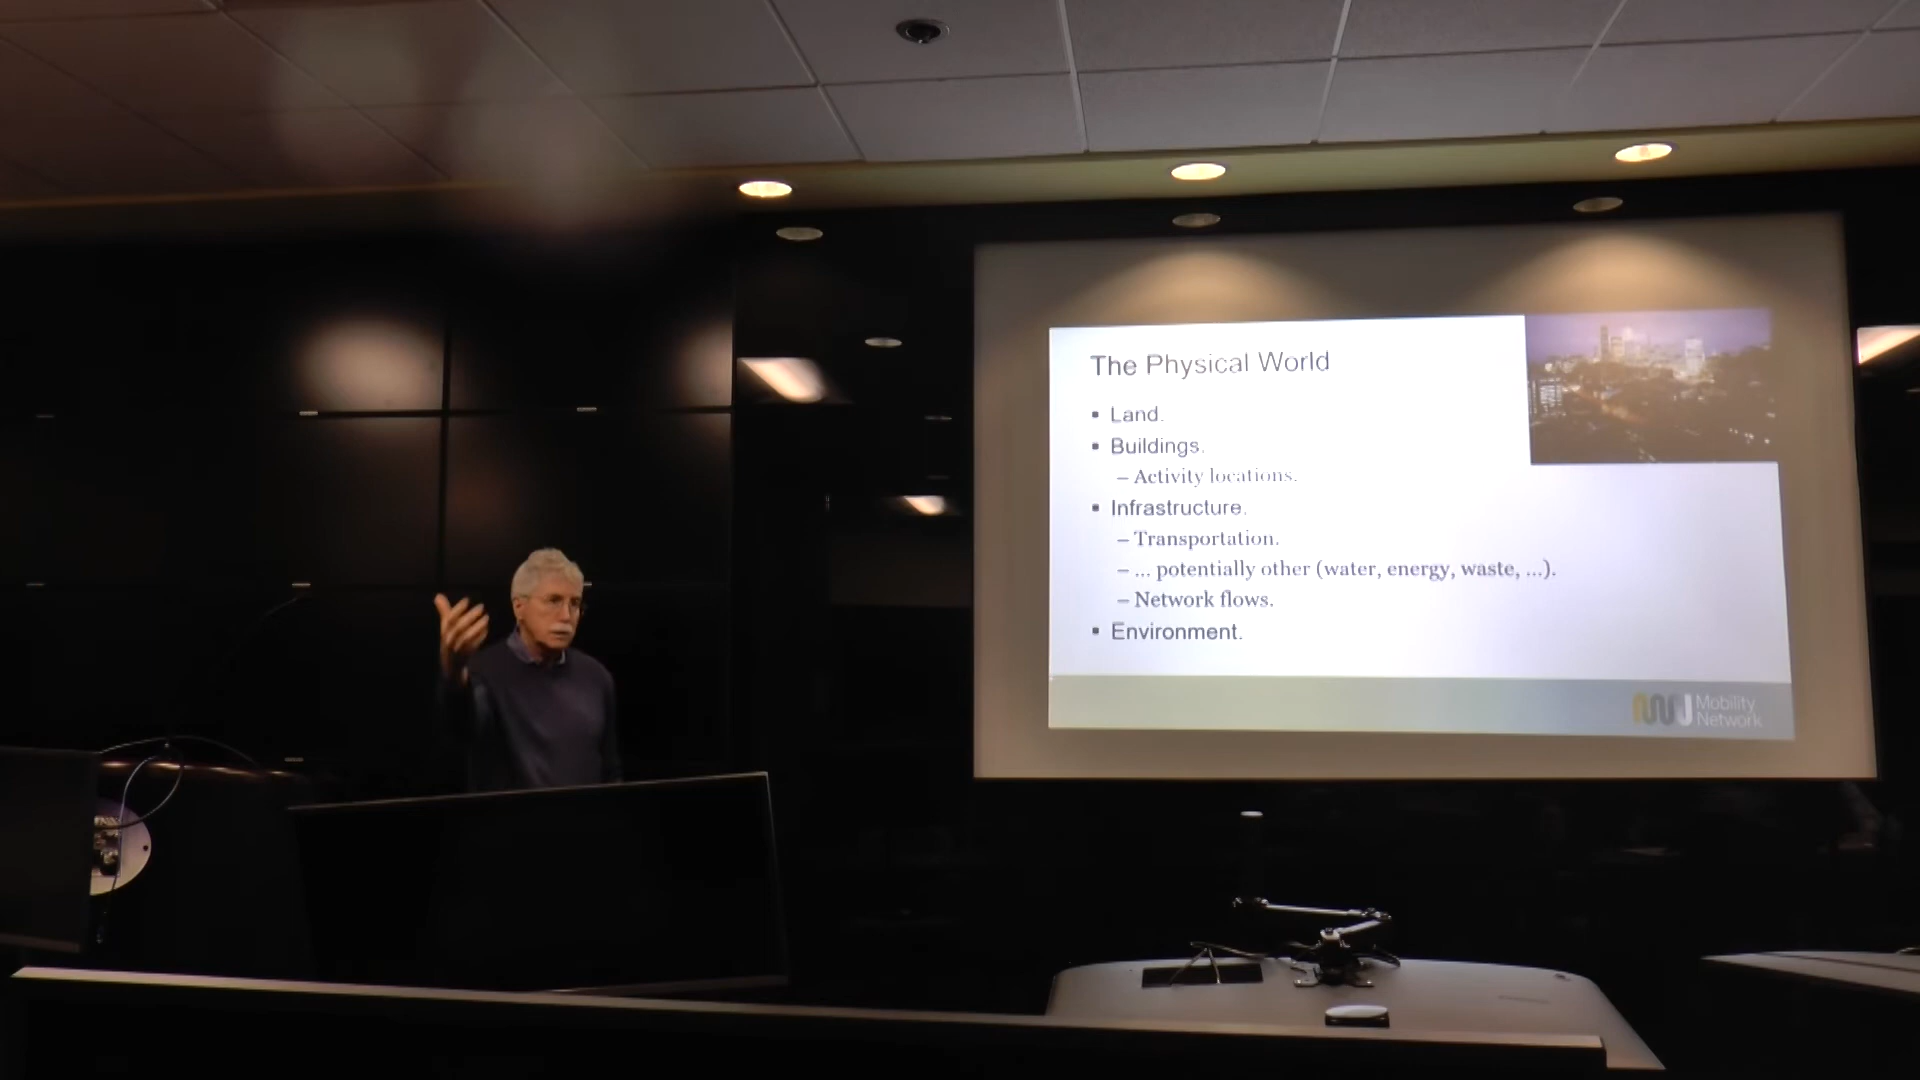 The Physical World
▪ Land.
▪ Buildings.
– Activity locations.
▪ Infrastructure.
– Transportation.
– ... potentially other (water, energy, waste, ...).
– Network flows.
▪ Environment.
Mobility
Network